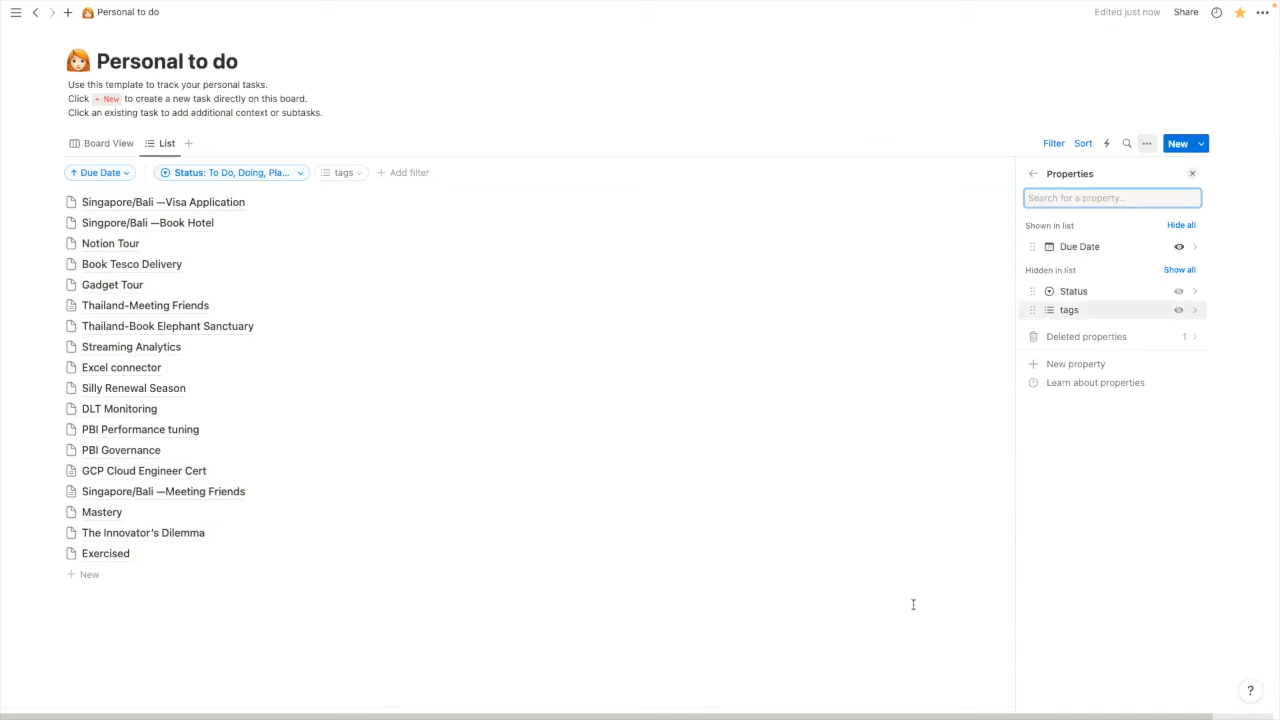 Personal to do
Edited just now
Share
Personal to do
Use this template to track your personal tasks.
Click + New to create a new task directly on this board.
Click an existing task to add additional context or subtasks.
Board View
List
Filter
Sort
New
Due Date
Status: To Do, Doing, Pla...
tags
Add filter
Singapore/Bali —Visa Application
Singpore/Bali —Book Hotel
Notion Tour
Book Tesco Delivery
Gadget Tour
Thailand-Meeting Friends
Thailand-Book Elephant Sanctuary
Streaming Analytics
Excel connector
Silly Renewal Season
DLT Monitoring
PBI Performance tuning
PBI Governance
GCP Cloud Engineer Cert
Singapore/Bali —Meeting Friends
Mastery
The Innovator's Dilemma
Exercised
New
Properties
Search for a property...
Shown in list
Hide all
Due Date
Hidden in list
Show all
Status
tags
Deleted properties
1
New property
Learn about properties
?